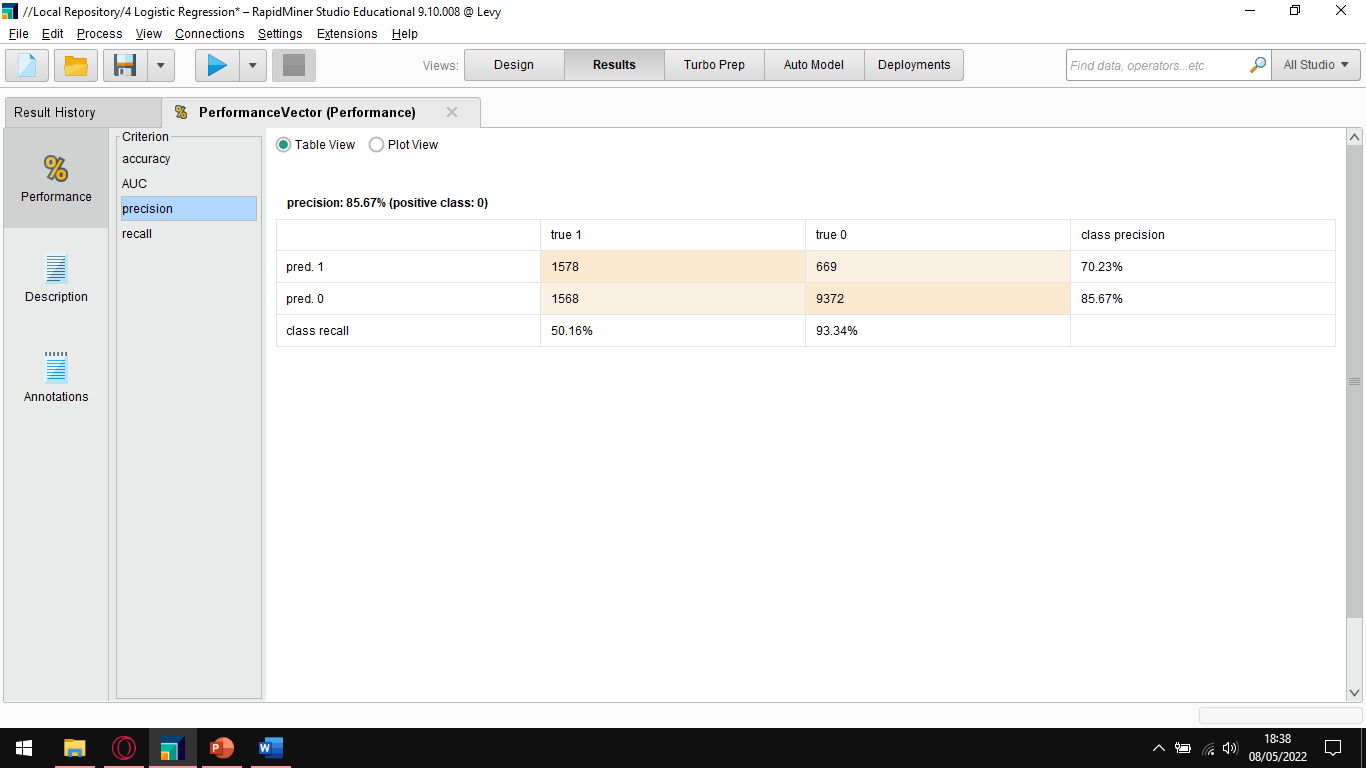 //Local Repository/4 Logistic Regression* – RapidMiner Studio Educational 9.10.008 @ Levy
File Edit Process View Connections Settings Extensions Help
Views: Design Results Turbo Prep Auto Model Deployments Find data, operators...etc All Studio
Result History % PerformanceVector (Performance)
Criterion
% Performance
Description
Annotations
accuracy
AUC
precision
recall
Table View Plot View
precision: 85.67% (positive class: 0)
true 1 true 0 class precision
pred. 1 1578 669 70.23%
pred. 0 1568 9372 85.67%
class recall 50.16% 93.34%
P W
18:38
08/05/2022